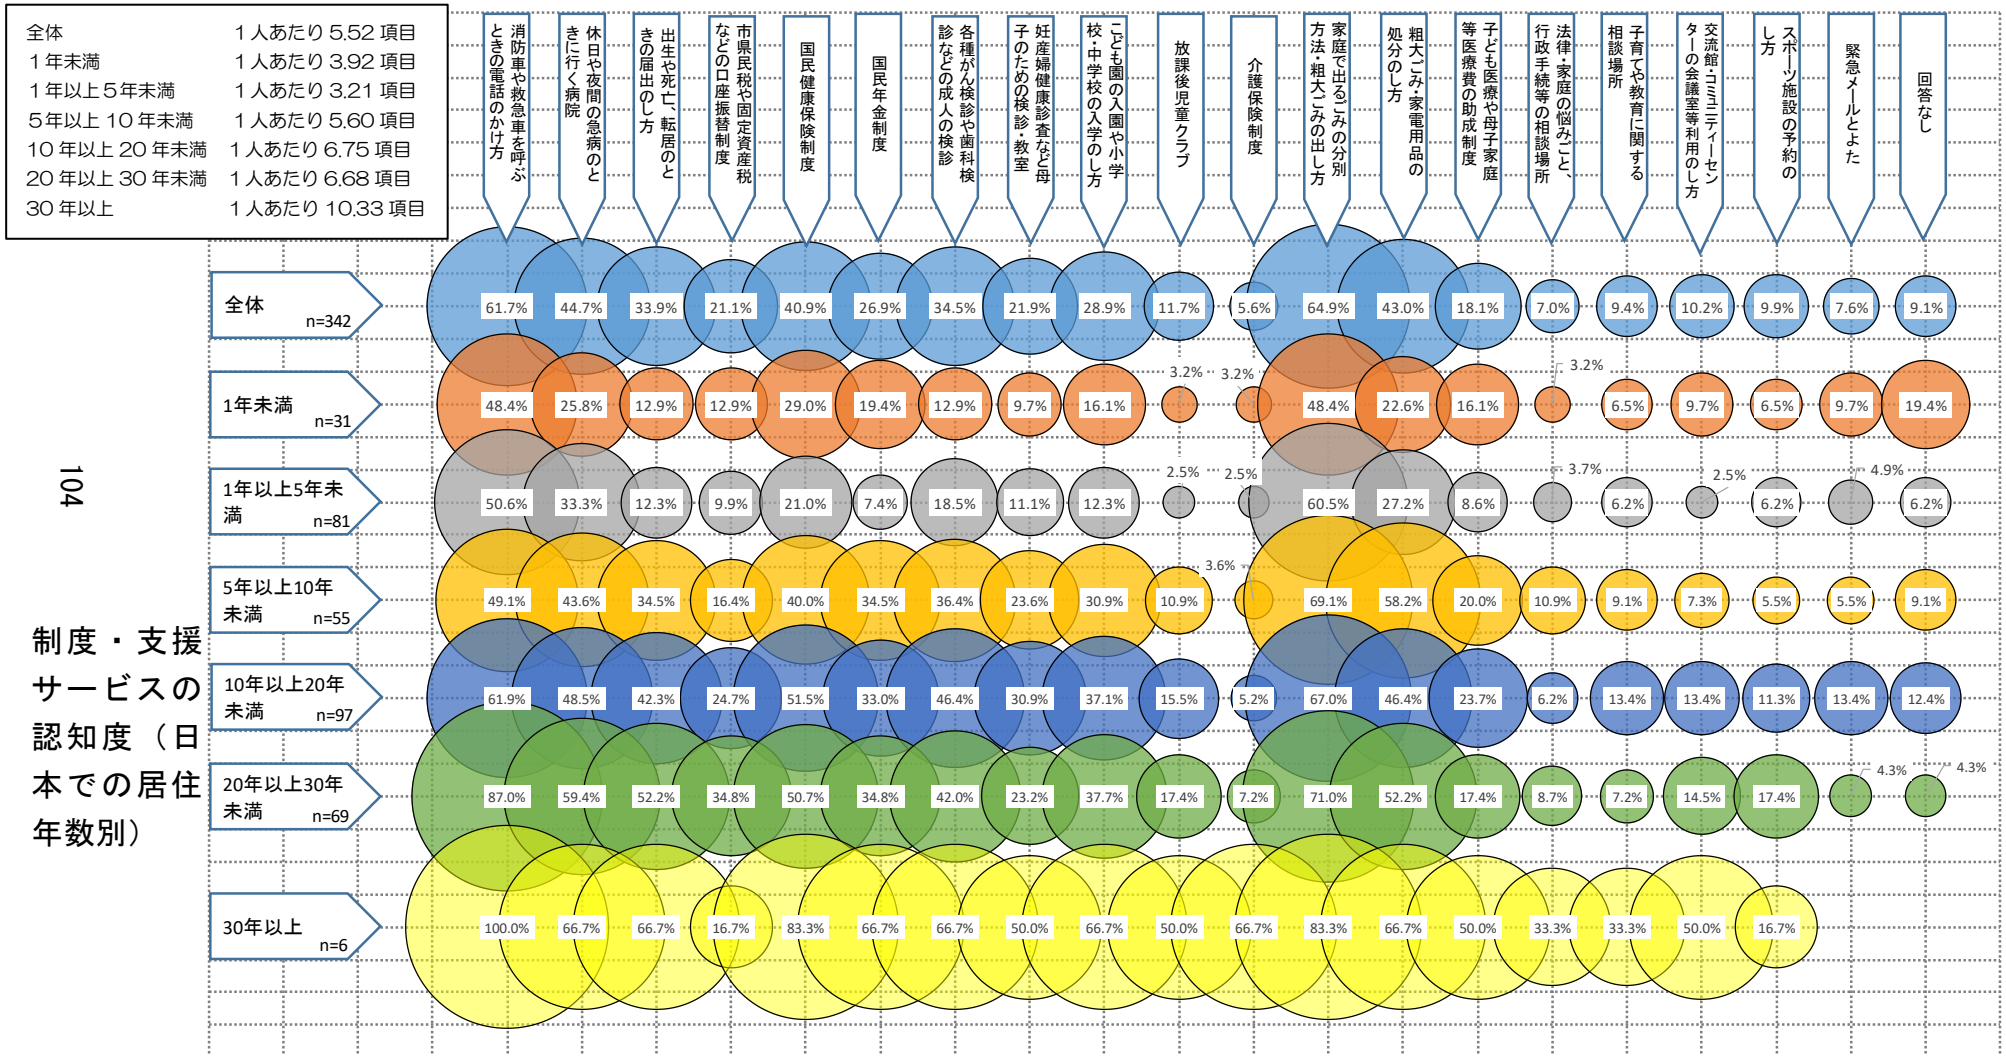 全体 1人あたり 5.52 項目
1年未満 1人あたり 3.92 項目
1年以上5年未満 1人あたり 3.21 項目
5年以上 10 年未満 1人あたり 5.60 項目
10 年以上 20 年未満 1人あたり 6.75 項目
20 年以上 30 年未満 1人あたり 6.68 項目
30 年以上 1人あたり 10.33 項目
消防車や救急車を呼ぶ
ときの電話のかけ方
休日や夜間の急病のと
きに行く病院
出生や死亡、転居のと
きの届出のし方
市県民税や固定資産税
などの口座振替制度
国民健康保険制度
国民年金制度
各種がん検診や歯科検
診などの成人の検診
妊産婦健康診査など母
子のための検診・教室
こども園の入園や小学
校・中学校の入学のし方
放課後児童クラブ
介護保険制度
家庭で出るごみの分別
方法・粗大ごみの出し方
粗大ごみ・家電用品の
処分のし方
子ども医療や母子家庭
等医療費の助成制度
法律・家庭の悩みごと、
行政手続等の相談場所
子育てや教育に関する
相談場所
交流館・コミュニティーセン
ターの会議室等利用のし方
スポーツ施設の予約の
し方
緊急メールとよた
回答なし
全体
n=342
61.7% 44.7% 33.9% 21.1% 40.9% 26.9% 34.5% 21.9% 28.9% 11.7% 5.6% 64.9% 43.0% 18.1% 7.0% 9.4% 10.2% 9.9% 7.6% 9.1%
1年未満
n=31
48.4% 25.8% 12.9% 12.9% 29.0% 19.4% 12.9% 9.7% 16.1% 3.2% 3.2% 48.4% 22.6% 16.1% 3.2% 6.5% 9.7% 6.5% 9.7% 19.4%
1年以上5年未
満 n=81
50.6% 33.3% 12.3% 9.9% 21.0% 7.4% 18.5% 11.1% 12.3% 2.5% 2.5% 60.5% 27.2% 8.6% 3.7% 6.2% 2.5% 6.2% 4.9% 6.2%
5年以上10年
未満 n=55
49.1% 43.6% 34.5% 16.4% 40.0% 34.5% 36.4% 23.6% 30.9% 10.9% 3.6% 69.1% 58.2% 20.0% 10.9% 9.1% 7.3% 5.5% 5.5% 9.1%
10年以上20年
未満 n=97
61.9% 48.5% 42.3% 24.7% 51.5% 33.0% 46.4% 30.9% 37.1% 15.5% 5.2% 67.0% 46.4% 23.7% 6.2% 13.4% 13.4% 11.3% 13.4% 12.4%
20年以上30年
未満 n=69
87.0% 59.4% 52.2% 34.8% 50.7% 34.8% 42.0% 23.2% 37.7% 17.4% 7.2% 71.0% 52.2% 17.4% 8.7% 7.2% 14.5% 17.4% 4.3% 4.3%
30年以上
n=6
100.0% 66.7% 66.7% 16.7% 83.3% 66.7% 66.7% 50.0% 66.7% 50.0% 66.7% 83.3% 66.7% 50.0% 33.3% 33.3% 50.0% 16.7%
104
制度・支援
サービスの
認知度（日
本での居住
年数別）